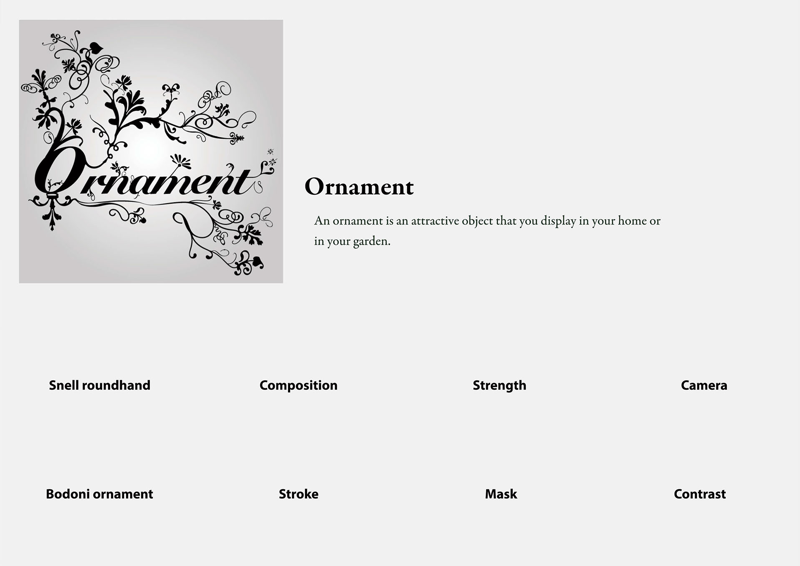 Ornament
Ornament
An ornament is an attractive object that you display in your home or
in your garden.
Snell roundhand
Composition
Strength
Camera
Bodoni ornament
Stroke
Mask
Contrast